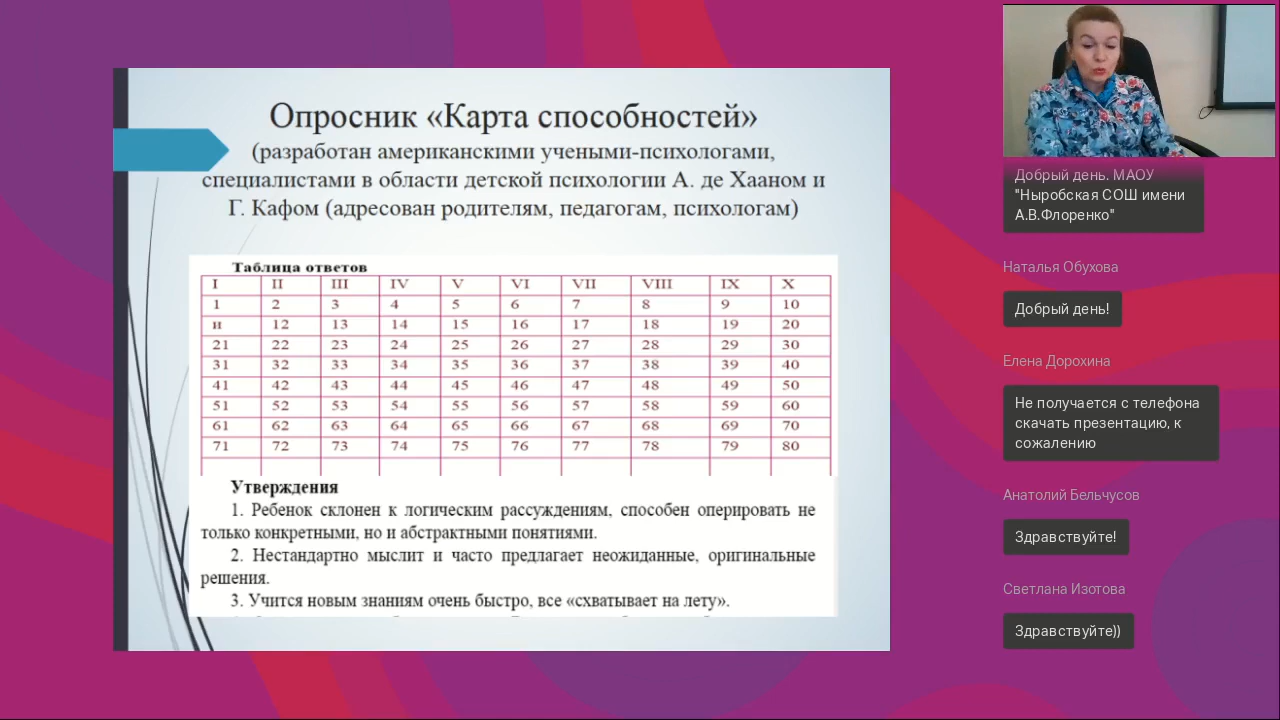 Опросник «Карта способностей»
(разработан американскими учеными-психологами,
специалистами в области детской психологии А. де Хааном и
Г. Кафом (адресован родителям, педагогам, психологам)
Таблица ответов
I II III IV V VI VII VIII IX X
1 2 3 4 5 6 7 8 9 10
и 12 13 14 15 16 17 18 19 20
21 22 23 24 25 26 27 28 29 30
31 32 33 34 35 36 37 38 39 40
41 42 43 44 45 46 47 48 49 50
51 52 53 54 55 56 57 58 59 60
61 62 63 64 65 66 67 68 69 70
71 72 73 74 75 76 77 78 79 80
Утверждения
1. Ребенок склонен к логическим рассуждениям, способен оперировать не
только конкретными, но и абстрактными понятиями.
2. Нестандартно мыслит и часто предлагает неожиданные, оригинальные
решения.
3. Учится новым знаниям очень быстро, все «схватывает на лету».
Добрый день. МАОУ
"Ныробская СОШ имени
А.В.Флоренко"
Наталья Обухова
Добрый день!
Елена Дорохина
Не получается с телефона
скачать презентацию, к
сожалению
Анатолий Бельчусов
Здравствуйте!
Светлана Изотова
Здравствуйте))